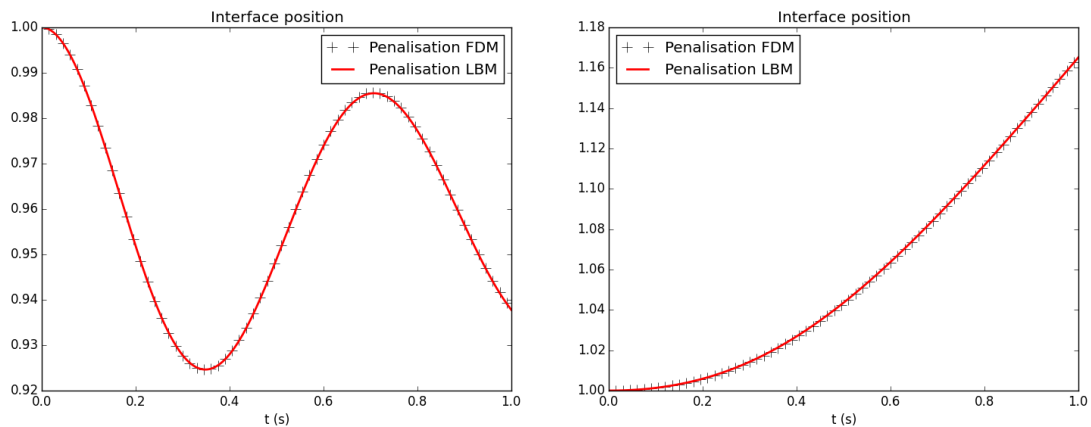 Interface position
1.00
0.99
0.98
0.97
0.96
0.95
0.94
0.93
0.92
0.0 0.2 0.4 0.6 0.8 1.0
t (s)
Penalisation FDM
Penalisation LBM
Interface position
1.18
1.16
1.14
1.12
1.10
1.08
1.06
1.04
1.02
1.00
0.0 0.2 0.4 0.6 0.8 1.0
t (s)
Penalisation FDM
Penalisation LBM